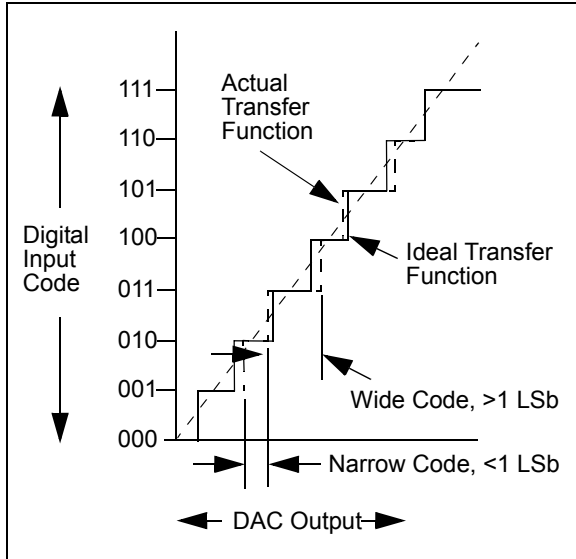 111
110
101
100
011
010
001
000
Digital
Input
Code
Actual
Transfer
Function
Ideal Transfer
Function
Wide Code, >1 LSb
Narrow Code, <1 LSb
DAC Output